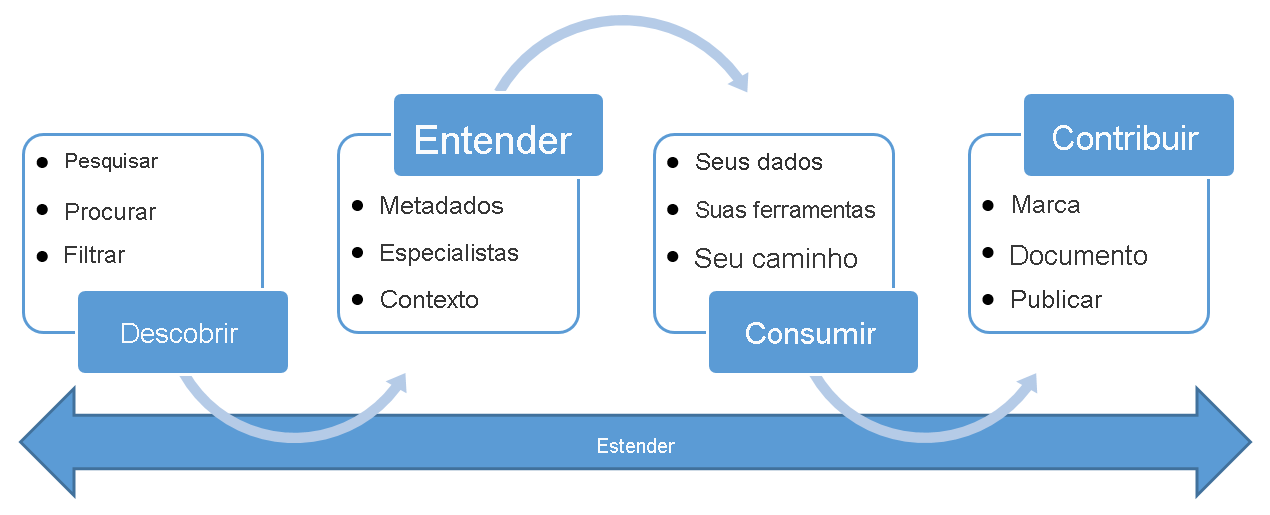 Pesquisar
Procurar
Filtrar
Descobrir
Entender
Metadados
Especialistas
Contexto
Seus dados
Suas ferramentas
Seu caminho
Consumir
Contribuir
Marca
Documento
Publicar
Estender